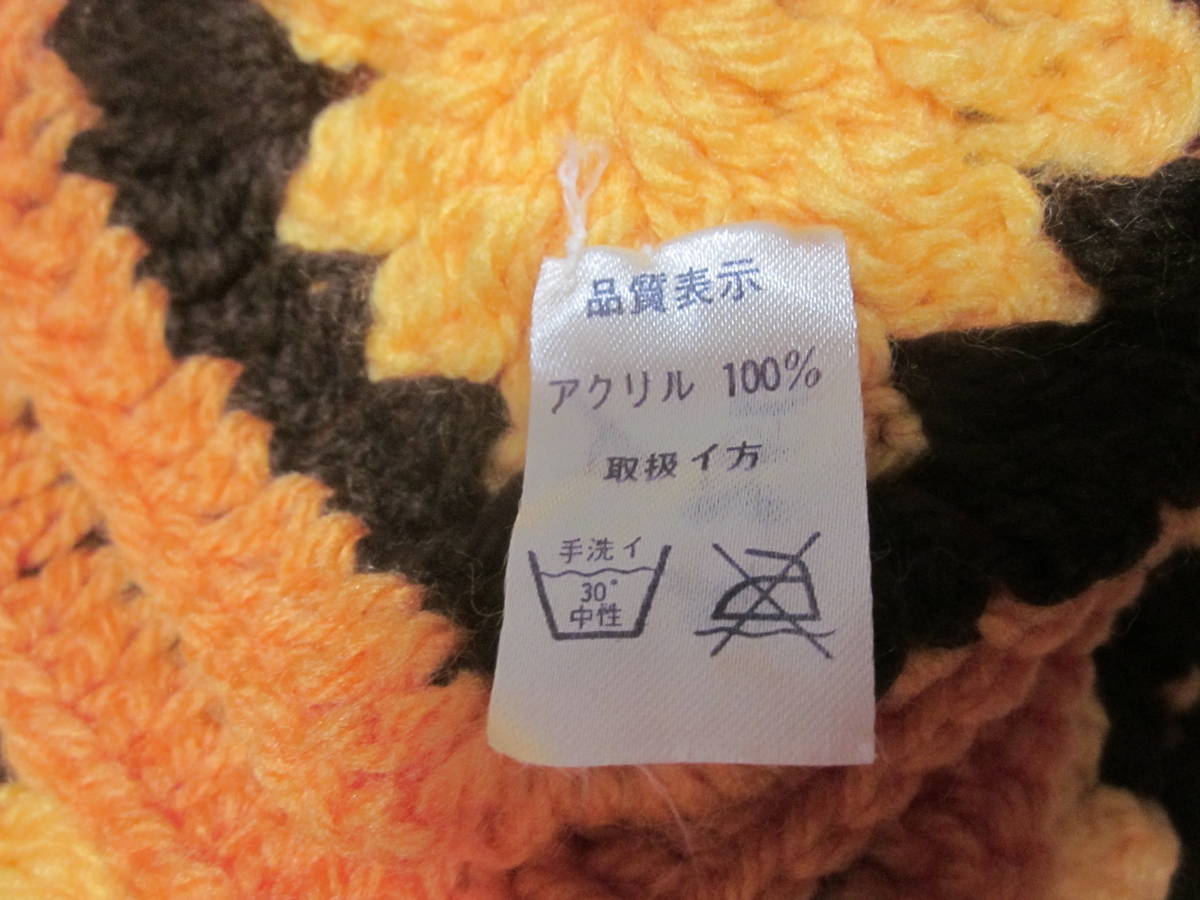 品質表示
アクリル 100%
取扱イ方
手洗イ
30°
中性